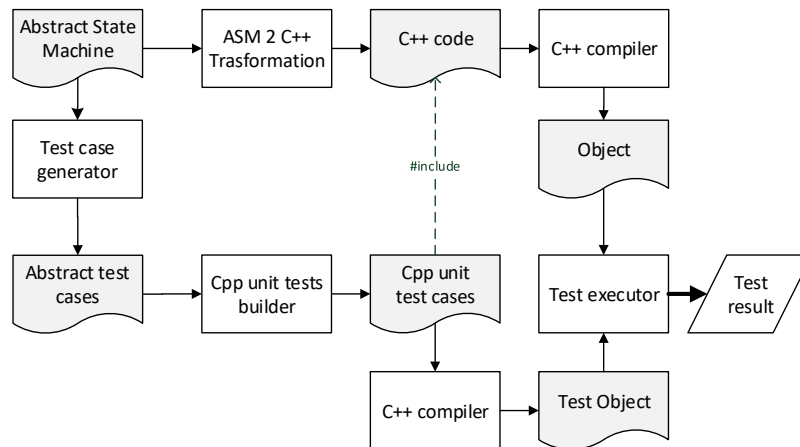 Abstract State
Machine
ASM 2 C++
Trasformation
C++ code
C++ compiler
Test case
generator
#include
Object
Abstract test
cases
Cpp unit tests
builder
Cpp unit
test cases
Test executor
Test
result
C++ compiler
Test Object